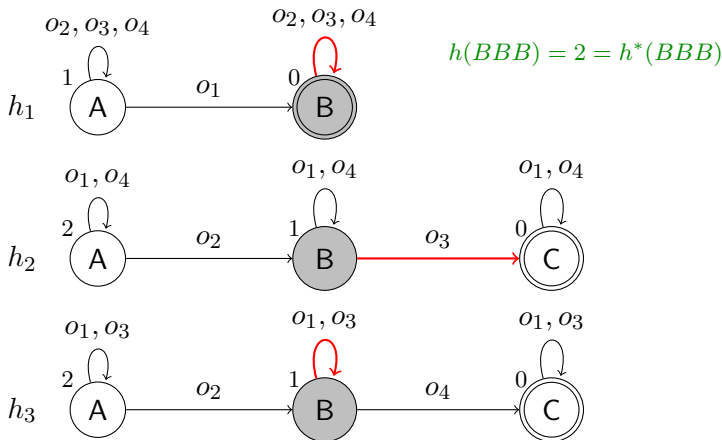 o₂, o₃, o₄ o₂, o₃, o₄
h(BBB) = 2 = h*(BBB)
1 0
h₁ A o₁ B
o₁, o₄ o₁, o₄ o₁, o₄
2 1 0
h₂ A o₂ B o₃ C
o₁, o₃ o₁, o₃ o₁, o₃
2 1 0
h₃ A o₂ B o₄ C